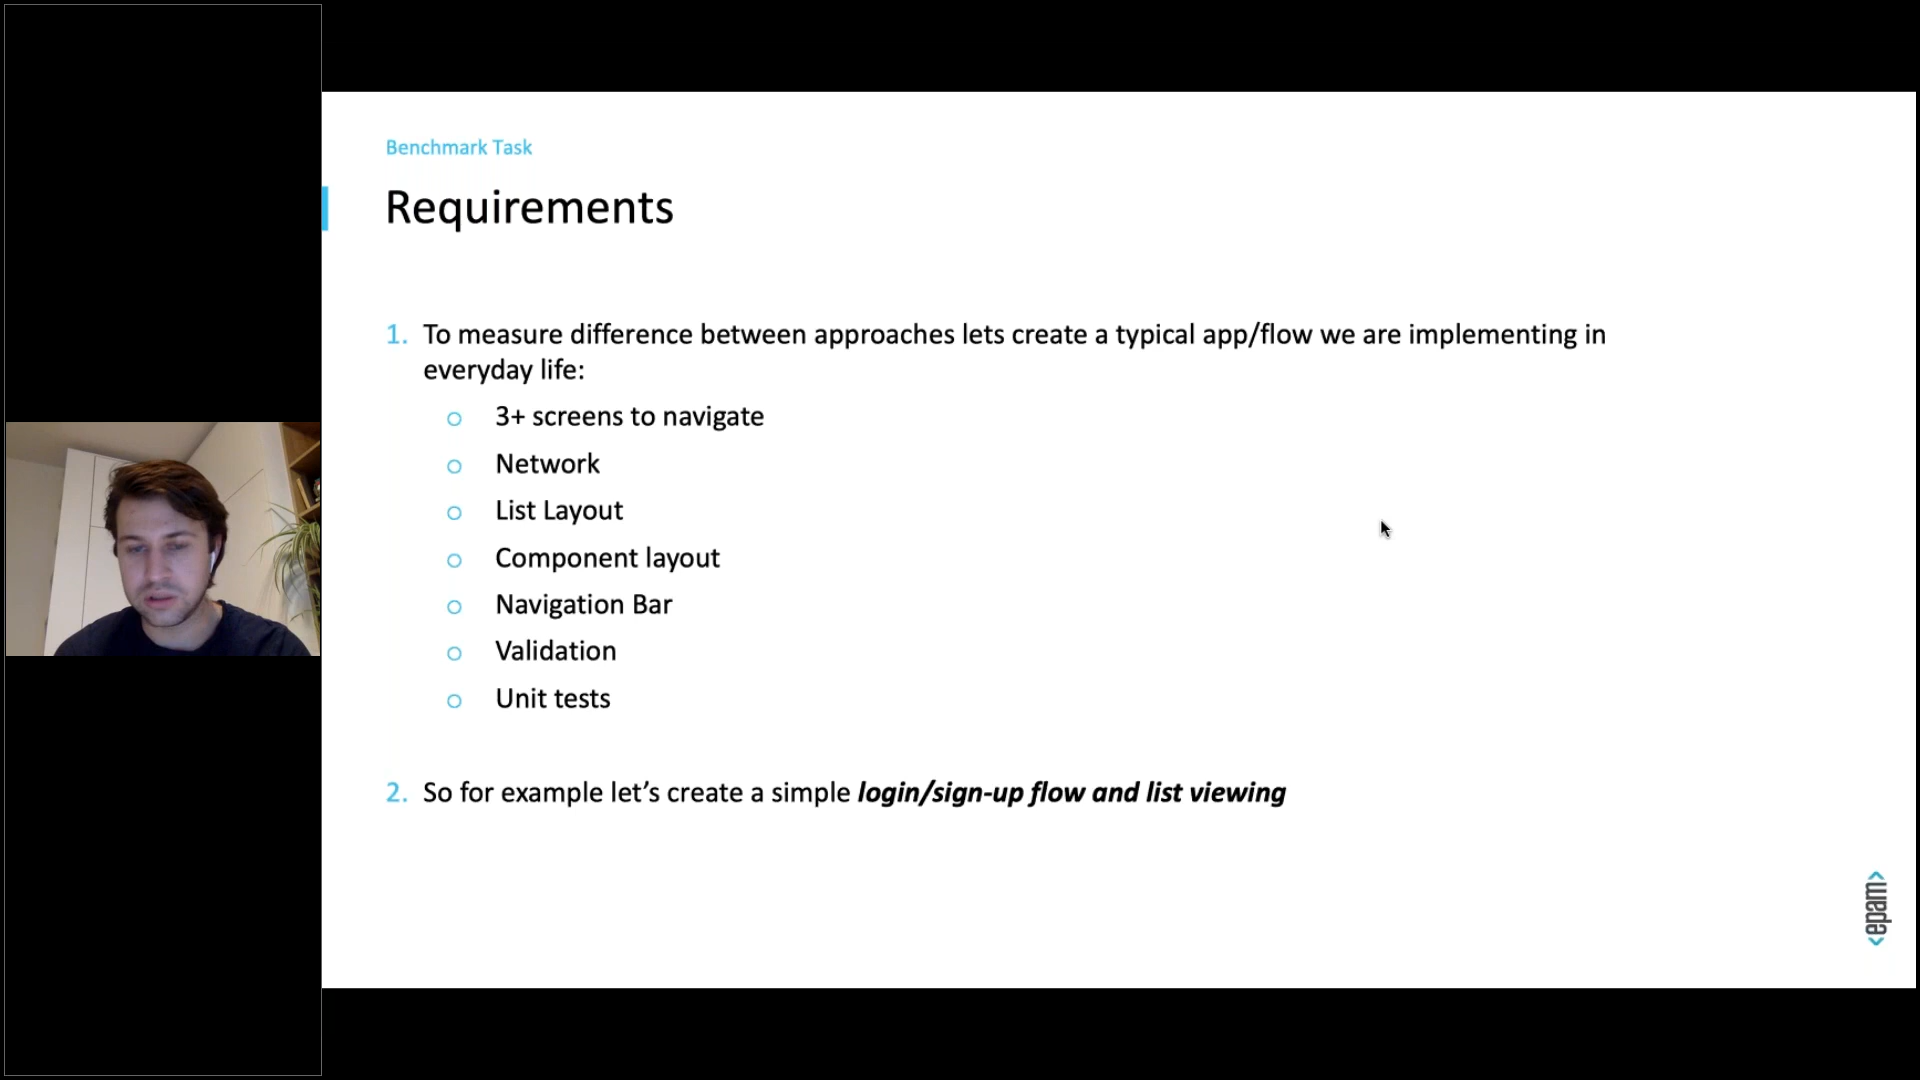 Benchmark Task
Requirements
1. To measure difference between approaches lets create a typical app/flow we are implementing in
everyday life:
o 3+ screens to navigate
o Network
o List Layout
o Component layout
o Navigation Bar
o Validation
o Unit tests
2. So for example let’s create a simple login/sign-up flow and list viewing
<epam>